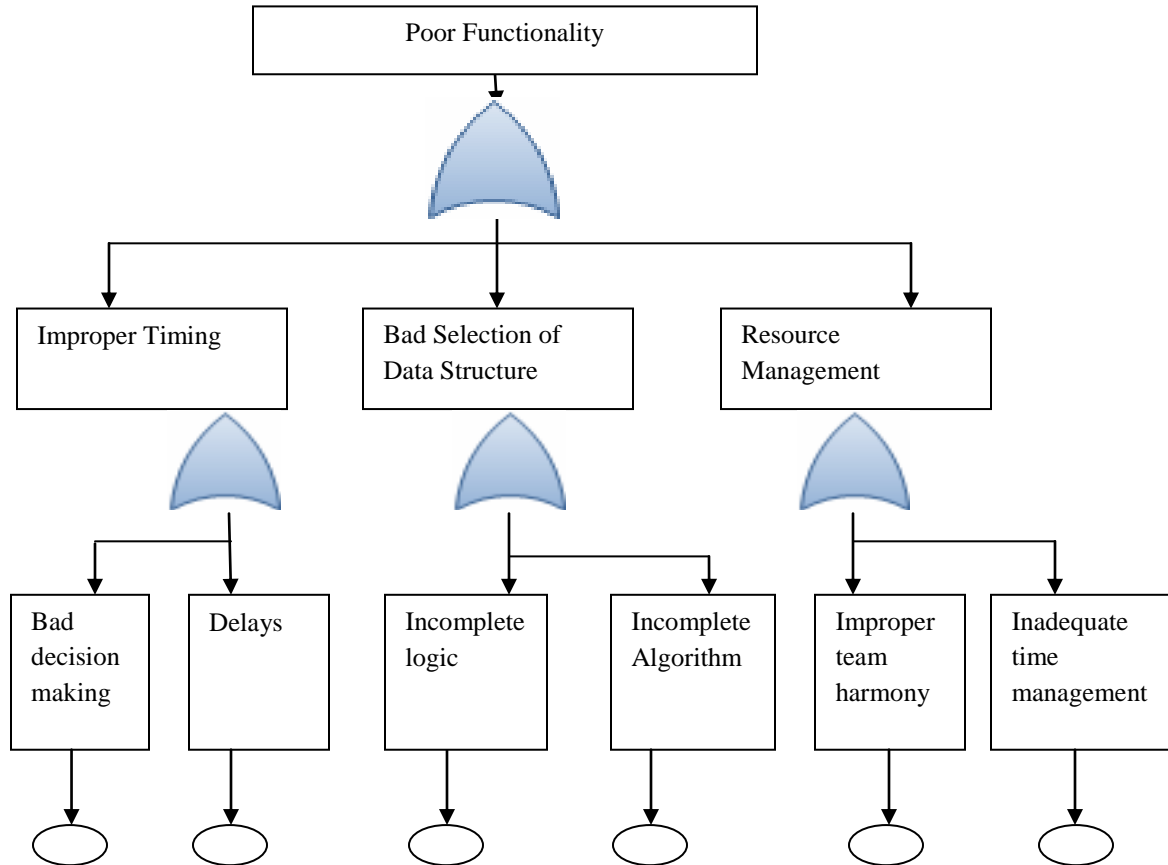 Poor Functionality
Improper Timing
Bad Selection of
Data Structure
Resource
Management
Bad
decision
making
Delays
Incomplete
logic
Incomplete
Algorithm
Improper
team
harmony
Inadequate
time
management